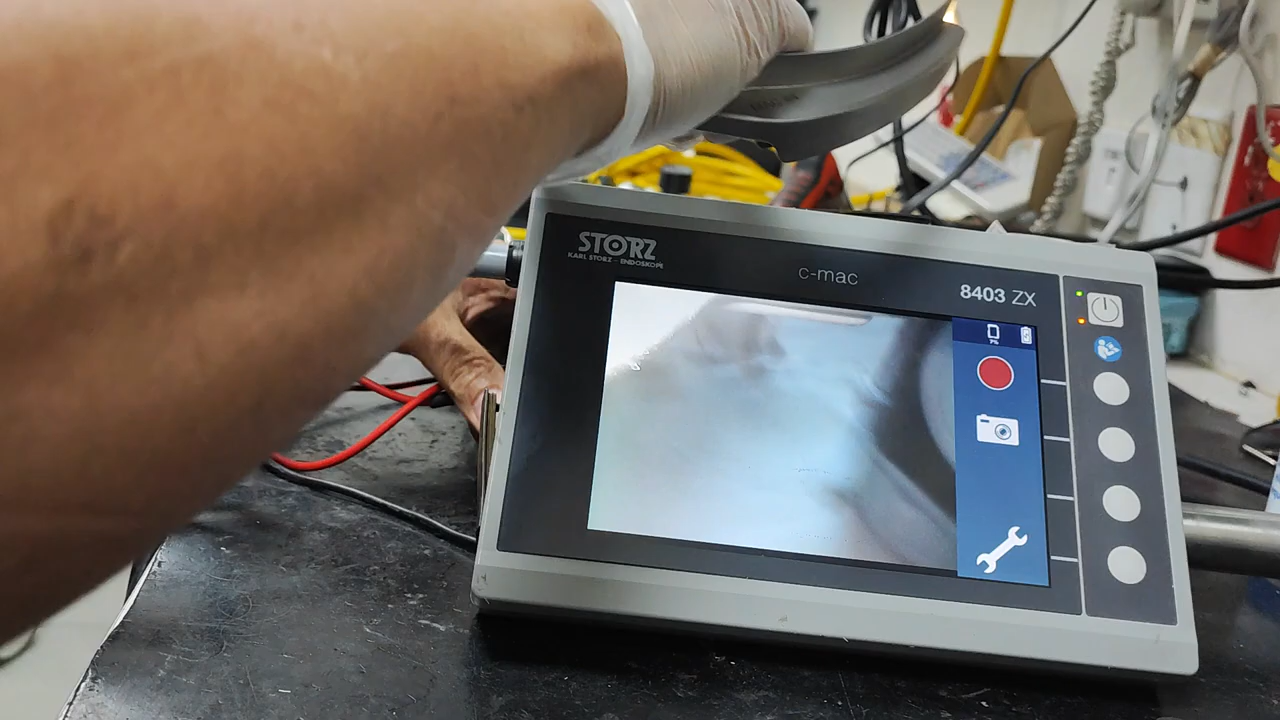 STORZ
KARL STORZ – ENDOSKOPE
c-mac
8403 ZX